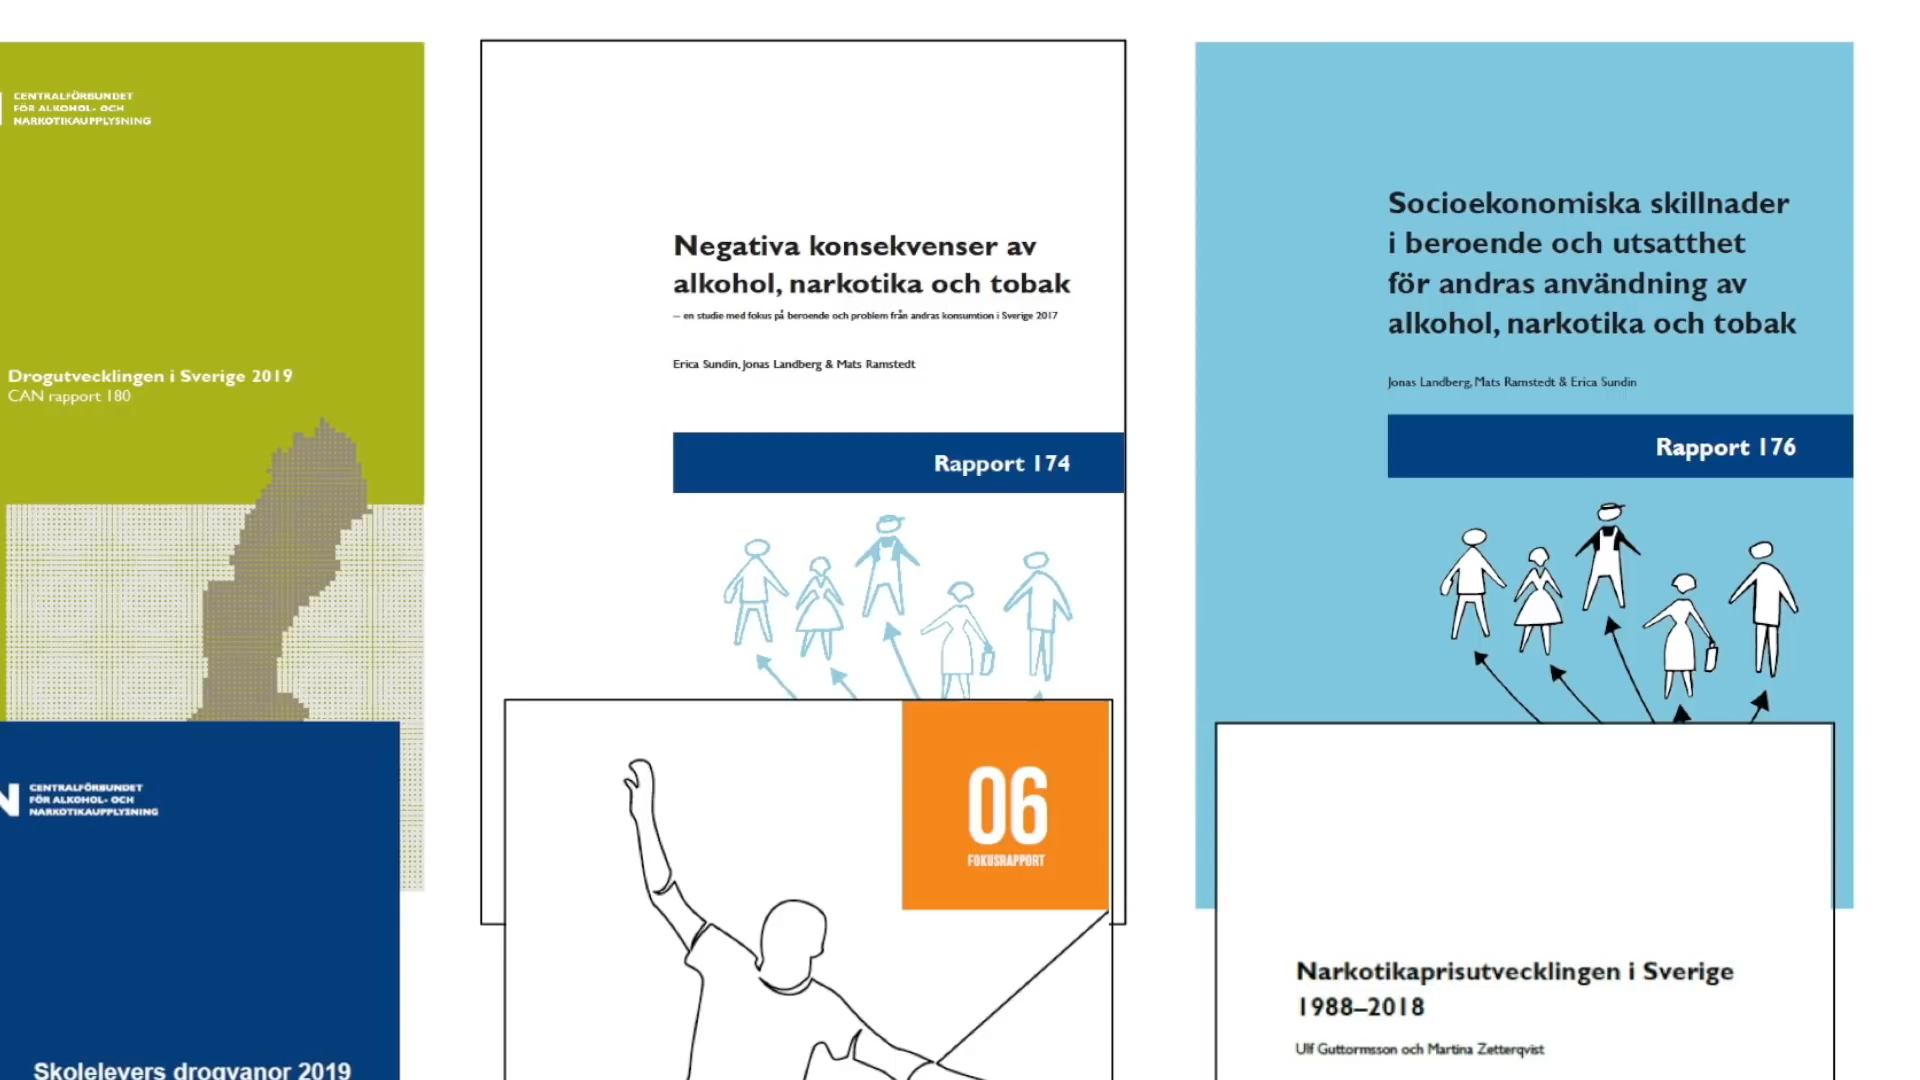 CENTRALFÖRBUNDET
FÖR ALKOHOL- OCH
NARKOTIKAUPPLYSNING
Drogutvecklingen i Sverige 2019
CAN rapport 180
N
CENTRALFÖRBUNDET
FÖR ALKOHOL- OCH
NARKOTIKAUPPLYSNING
Skolelevers drogvanor 2019
Negativa konsekvenser av
alkohol, narkotika och tobak
– en studie med fokus på beroende och problem från andras konsumtion i Sverige 2017
Erica Sundin, Jonas Landberg & Mats Ramstedt
Rapport 174
06
FOKUSRAPPORT
Socioekonomiska skillnader
i beroende och utsatthet
för andras användning av
alkohol, narkotika och tobak
Jonas Landberg, Mats Ramstedt & Erica Sundin
Rapport 176
Narkotikaprisutvecklingen i Sverige
1988–2018
Ulf Guttormsson och Martina Zetterqvist